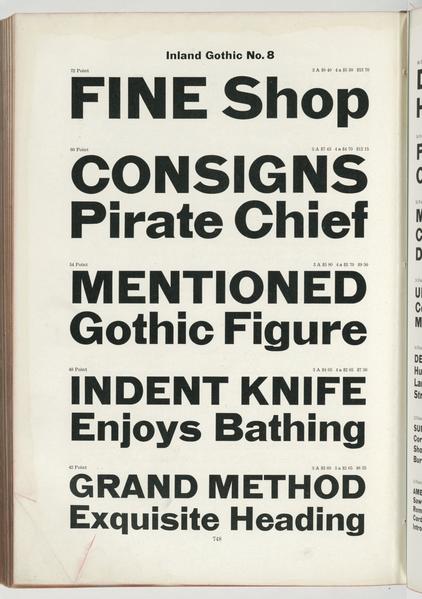 Inland Gothic No. 8
72 Point
FINE Shop
60 Point
CONSIGNS
Pirate Chief
54 Point
MENTIONED
Gothic Figure
48 Point
INDENT KNIFE
Enjoys Bathing
42 Point
GRAND METHOD
Exquisite Heading
748